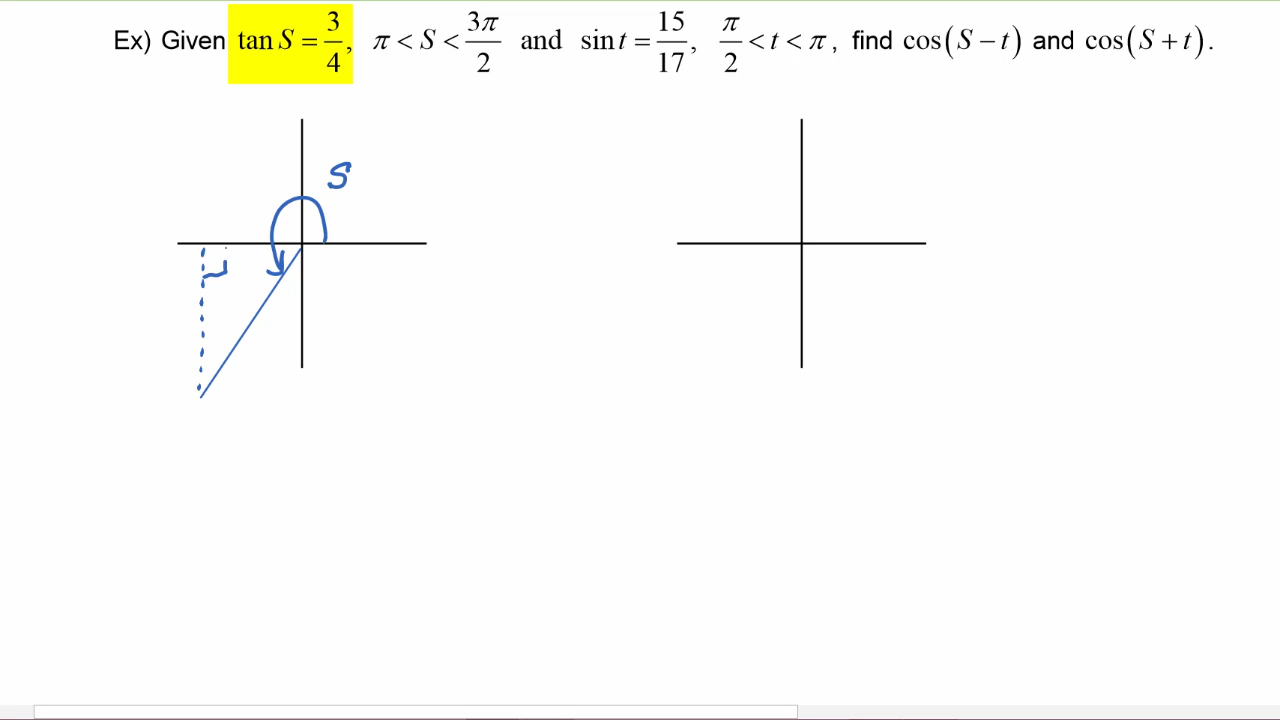 Ex) Given tan S = 3/4, π < S < 3π/2 and sin t = 15/17, π/2 < t < π, find cos(S − t) and cos(S + t).
S